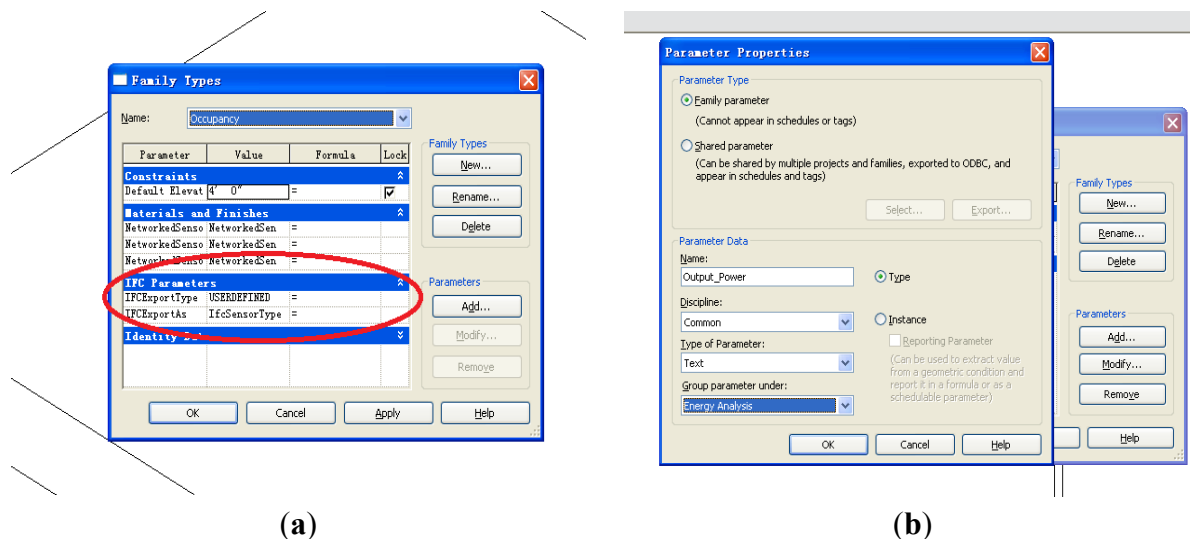 Family Types
Name: Occupancy
Family Types
Parameter Value Formula Lock
New...
Constraints
Default Elevat 4' 0" =
Rename...
Materials and Finishes
NetworkedSenso NetworkedSen =
Delete
NetworkedSenso NetworkedSen =
NetworkedSenso NetworkedSen =
IFC Parameters
Parameters
IFCExportType USERDEFINED =
Add...
IFCExportAs IfcSensorType =
Identity
Modify...
Remove
OK Cancel Apply Help
(a)
Parameter Properties
Parameter Type
Family parameter
(Cannot appear in schedules or tags)
Shared parameter
(Can be shared by multiple projects and families, exported to ODBC, and
appear in schedules and tags)
Select... Export...
Parameter Data
Name:
Output_Power
Type
Discipline:
Common
Instance
Reporting Parameter
Type of Parameter:
(Can be used to extract value
from a geometric condition and
report it in a formula or as a
schedulable parameter)
Text
Group parameter under:
Energy Analysis
OK Cancel Help
Family Types
New...
Rename...
Delete
Parameters
Add...
Modify...
Remove
Help
(b)